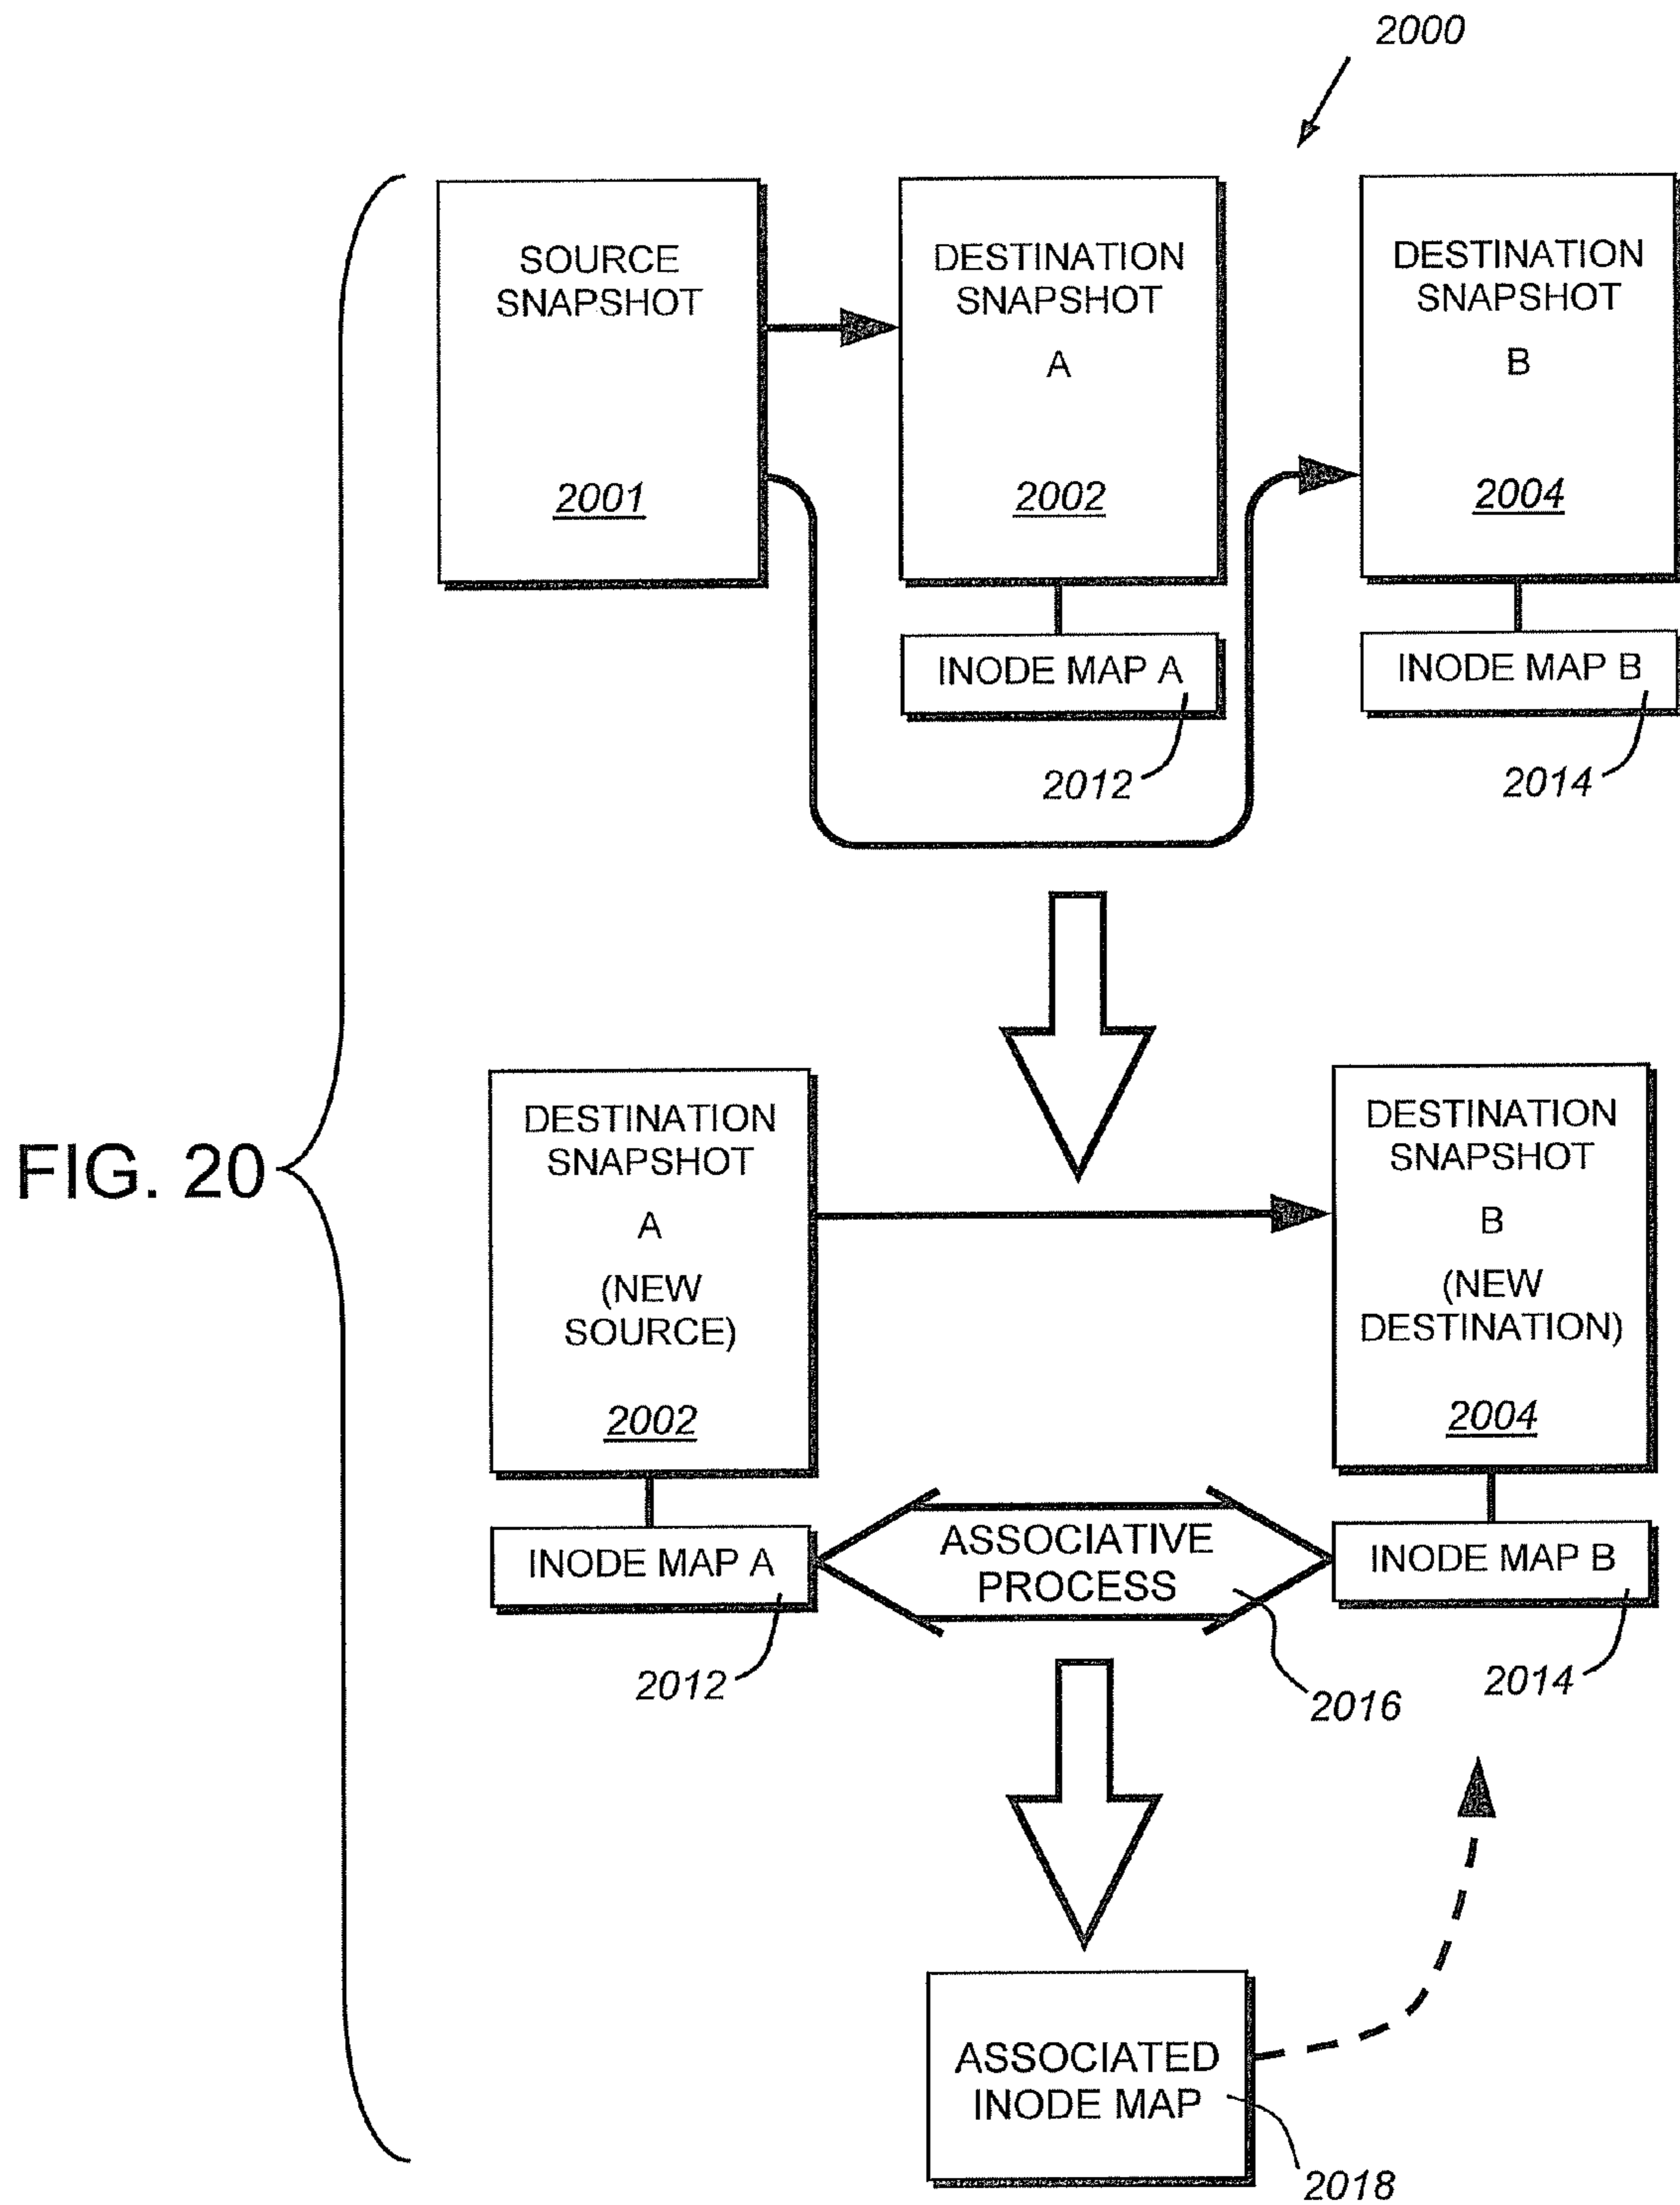 2000
SOURCE
SNAPSHOT
2001
DESTINATION
SNAPSHOT
A
2002
DESTINATION
SNAPSHOT
B
2004
INODE MAP A
2012
INODE MAP B
2014
FIG. 20
DESTINATION
SNAPSHOT
A
(NEW
SOURCE)
2002
DESTINATION
SNAPSHOT
B
(NEW
DESTINATION)
2004
INODE MAP A
2012
ASSOCIATIVE
PROCESS
2016
INODE MAP B
2014
ASSOCIATED
INODE MAP
2018